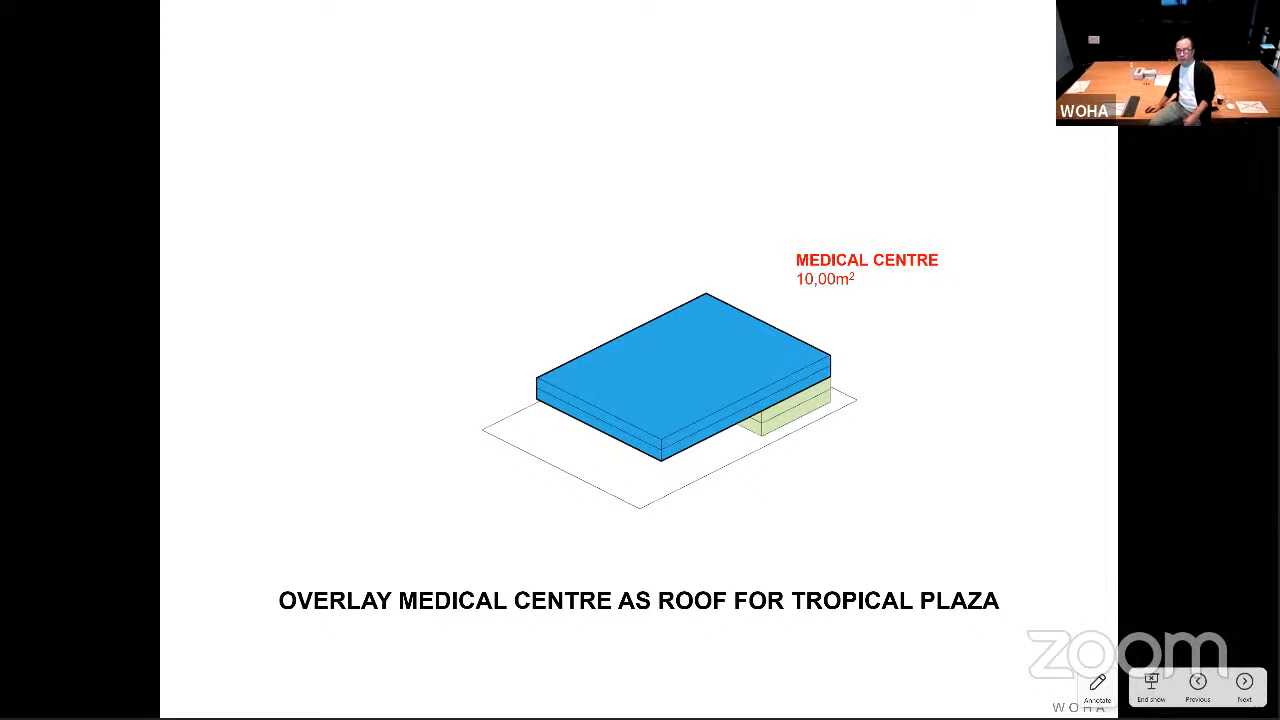 WOHA
MEDICAL CENTRE
10,00m²
OVERLAY MEDICAL CENTRE AS ROOF FOR TROPICAL PLAZA
zoom
Annotate
End show
Previous
Next
WOHA